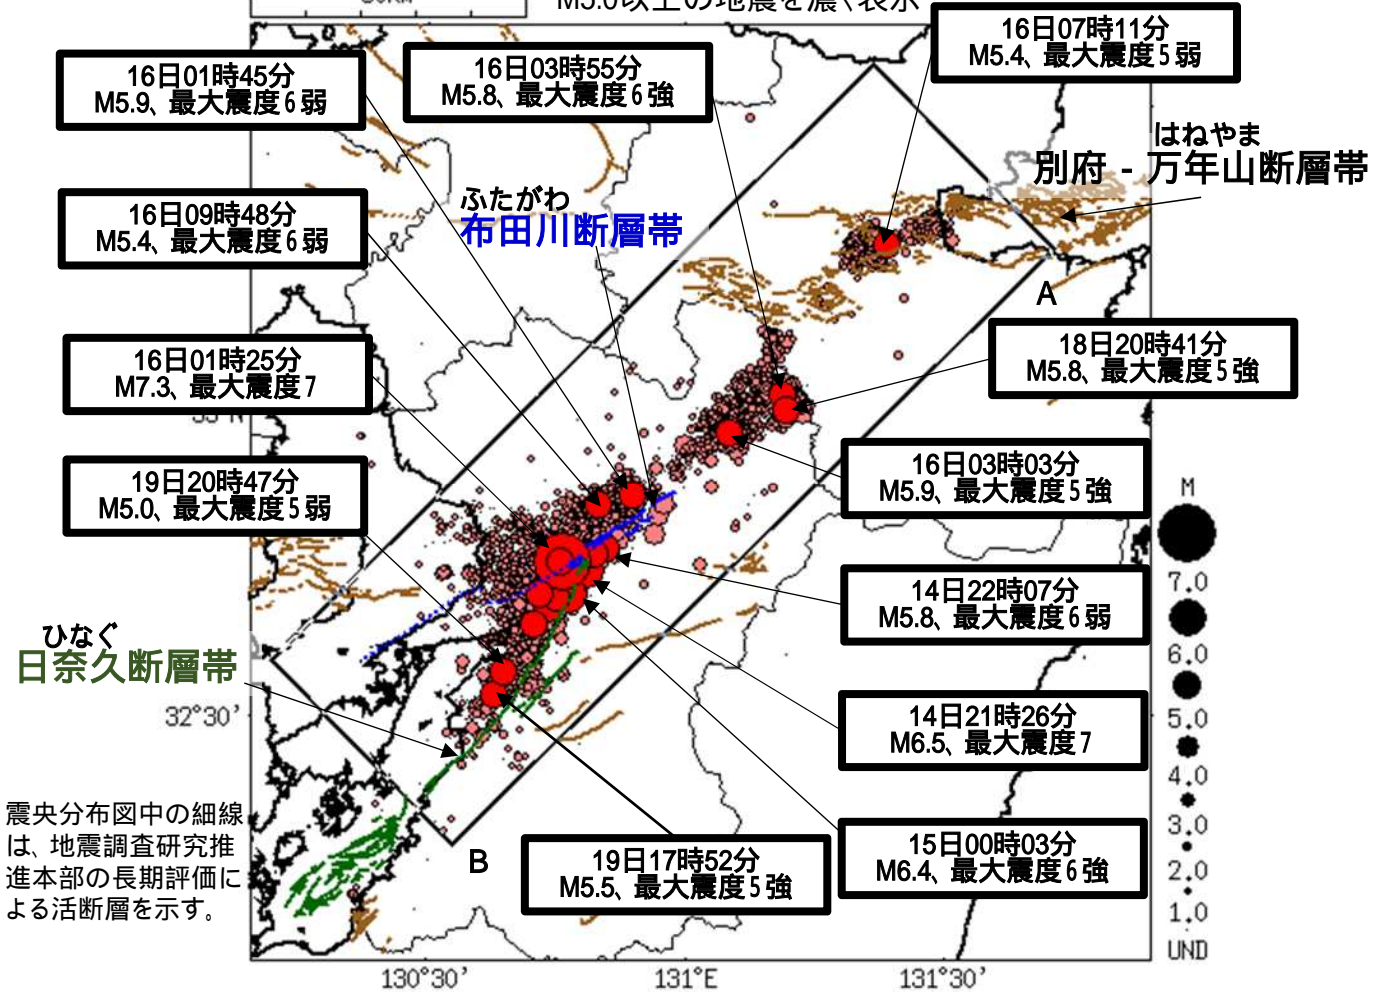 M5.0以上の地震を濃く表示
16日07時11分
M5.4、最大震度5弱
16日01時45分
M5.9、最大震度6弱
16日03時55分
M5.8、最大震度6強
はねやま
別府 - 万年山断層帯
16日09時48分
M5.4、最大震度6弱
ふたがわ
布田川断層帯
A
16日01時25分
M7.3、最大震度7
18日20時41分
M5.8、最大震度5強
19日20時47分
M5.0、最大震度5弱
16日03時03分
M5.9、最大震度5強
14日22時07分
M5.8、最大震度6弱
ひなぐ
日奈久断層帯
32°30'
14日21時26分
M6.5、最大震度7
15日00時03分
M6.4、最大震度6強
19日17時52分
M5.5、最大震度5強
B
震央分布図中の細線
は、地震調査研究推
進本部の長期評価に
よる活断層を示す。
M
7.0
6.0
5.0
4.0
3.0
2.0
1.0
UND
130°30'
131°E
131°30'